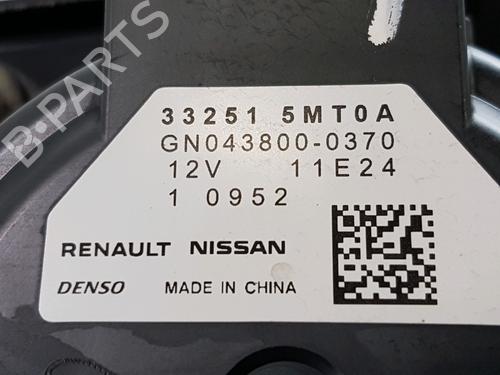 B-PARTS
33251 5MT0A
GN043800-0370
12V 11E24
1 0952
RENAULT NISSAN
DENSO MADE IN CHINA